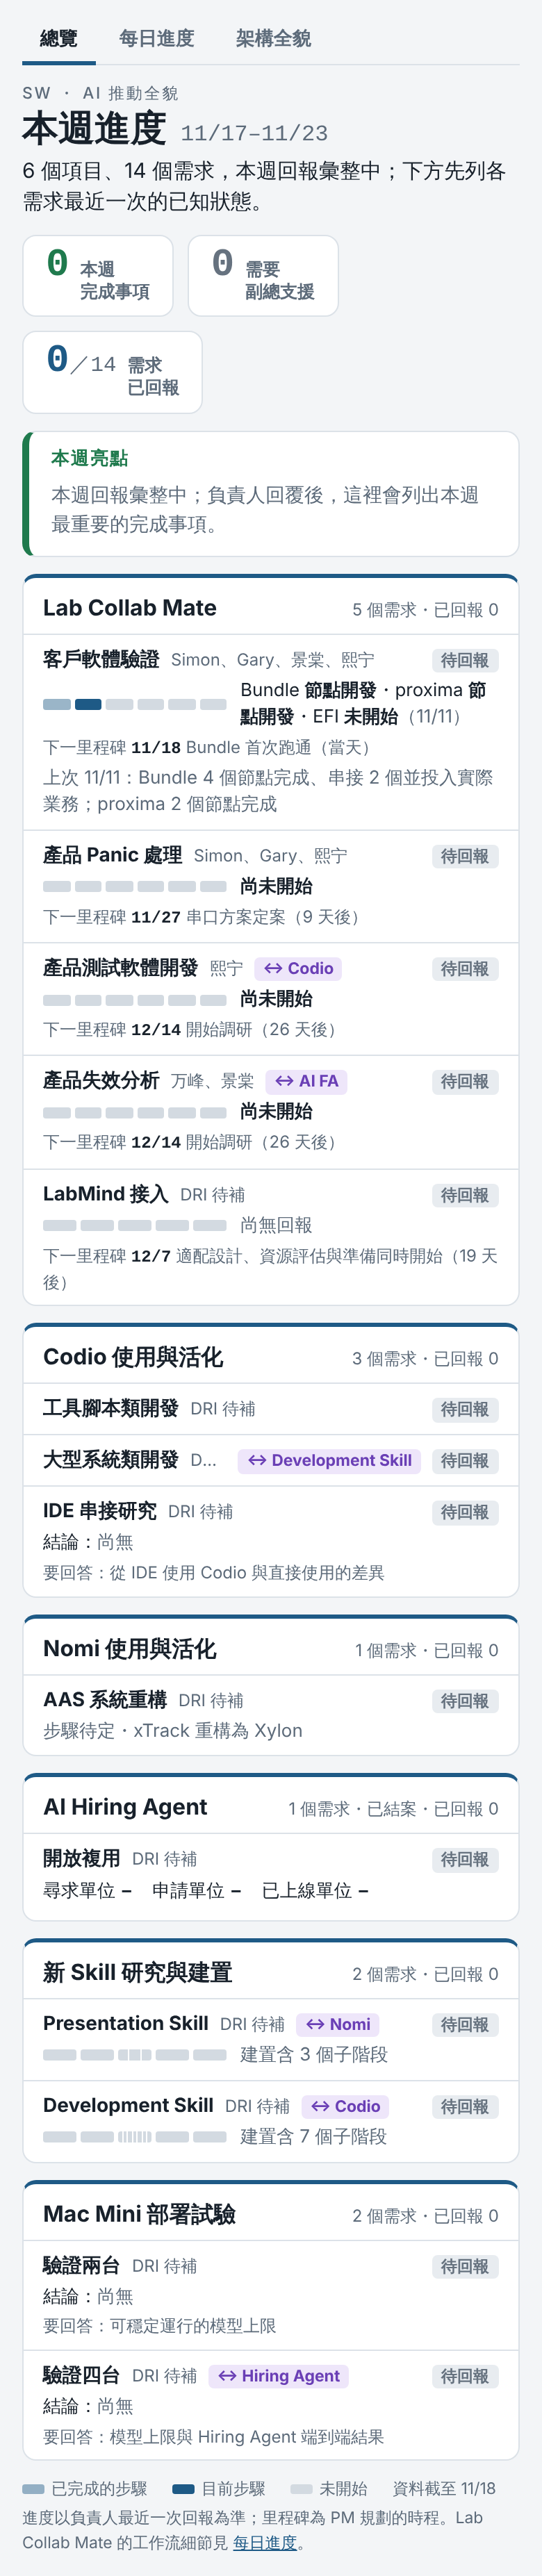 總覽 每日進度 架構全貌
SW · AI 推動全貌
本週進度 11/17–11/23
6 個項目、14 個需求，本週回報彙整中；下方先列各
需求最近一次的已知狀態。
0 本週
完成事項
0 需要
副總支援
0／14 需求
已回報
本週亮點
本週回報彙整中；負責人回覆後，這裡會列出本週
最重要的完成事項。
Lab Collab Mate 5 個需求・已回報 0
客戶軟體驗證 Simon、Gary、景棠、熙宁 待回報
Bundle 節點開發・proxima 節
點開發・EFI 未開始（11/11）
下一里程碑 11/18 Bundle 首次跑通（當天）
上次 11/11：Bundle 4 個節點完成、串接 2 個並投入實際
業務；proxima 2 個節點完成
產品 Panic 處理 Simon、Gary、熙宁 待回報
尚未開始
下一里程碑 11/27 串口方案定案（9 天後）
產品測試軟體開發 熙宁 ↔ Codio 待回報
尚未開始
下一里程碑 12/14 開始調研（26 天後）
產品失效分析 万峰、景棠 ↔ AI FA 待回報
尚未開始
下一里程碑 12/14 開始調研（26 天後）
LabMind 接入 DRI 待補 待回報
尚無回報
下一里程碑 12/7 適配設計、資源評估與準備同時開始（19 天
後）
Codio 使用與活化 3 個需求・已回報 0
工具腳本類開發 DRI 待補 待回報
大型系統類開發 D… ↔ Development Skill 待回報
IDE 串接研究 DRI 待補 待回報
結論：尚無
要回答：從 IDE 使用 Codio 與直接使用的差異
Nomi 使用與活化 1 個需求・已回報 0
AAS 系統重構 DRI 待補 待回報
步驟待定・xTrack 重構為 Xylon
AI Hiring Agent 1 個需求・已結案・已回報 0
開放複用 DRI 待補 待回報
尋求單位 – 申請單位 – 已上線單位 –
新 Skill 研究與建置 2 個需求・已回報 0
Presentation Skill DRI 待補 ↔ Nomi 待回報
建置含 3 個子階段
Development Skill DRI 待補 ↔ Codio 待回報
建置含 7 個子階段
Mac Mini 部署試驗 2 個需求・已回報 0
驗證兩台 DRI 待補 待回報
結論：尚無
要回答：可穩定運行的模型上限
驗證四台 DRI 待補 ↔ Hiring Agent 待回報
結論：尚無
要回答：模型上限與 Hiring Agent 端到端結果
已完成的步驟 目前步驟 未開始 資料截至 11/18
進度以負責人最近一次回報為準；里程碑為 PM 規劃的時程。Lab
Collab Mate 的工作流細節見 每日進度。